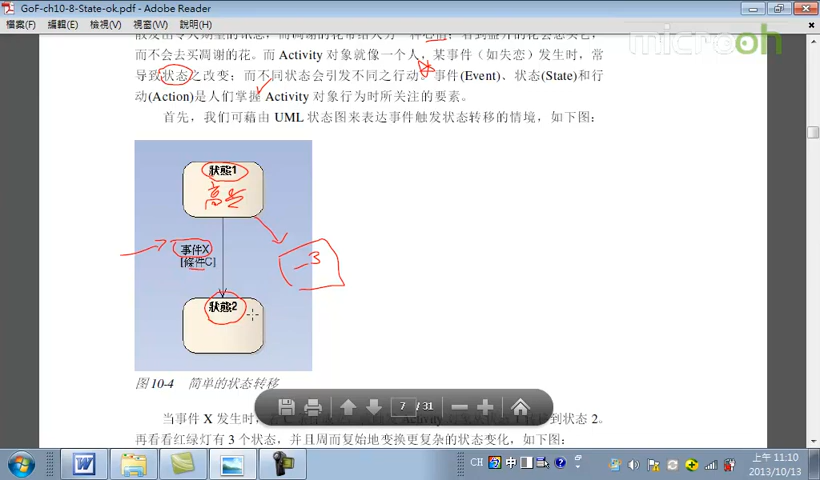 GoF-ch10-8-State-ok.pdf - Adobe Reader
檔案(F) 編輯(E) 檢視(V) 視窗(W) 說明(H)
microoh
而不会去买凋谢的花。而 Activity 对象就像一个人，某事件（如失恋）发生时，常
导致状态之改变；而不同状态会引发不同之行动 事件(Event)、状态(State)和行
动(Action)是人们掌握 Activity 对象行为时所关注的要素。
首先，我们可藉由 UML 状态图来表达事件触发状态转移的情境，如下图：
狀態1
事件X
[條件C]
3
狀態2
图 10-4 简单的状态转移
7 / 31
当事件 X 发生时，
到状态 2。
再看看红绿灯有 3 个状态，并且周而复始地变换更复杂的状态变化，如下图：
CH 中
上午 11:10
2013/10/13